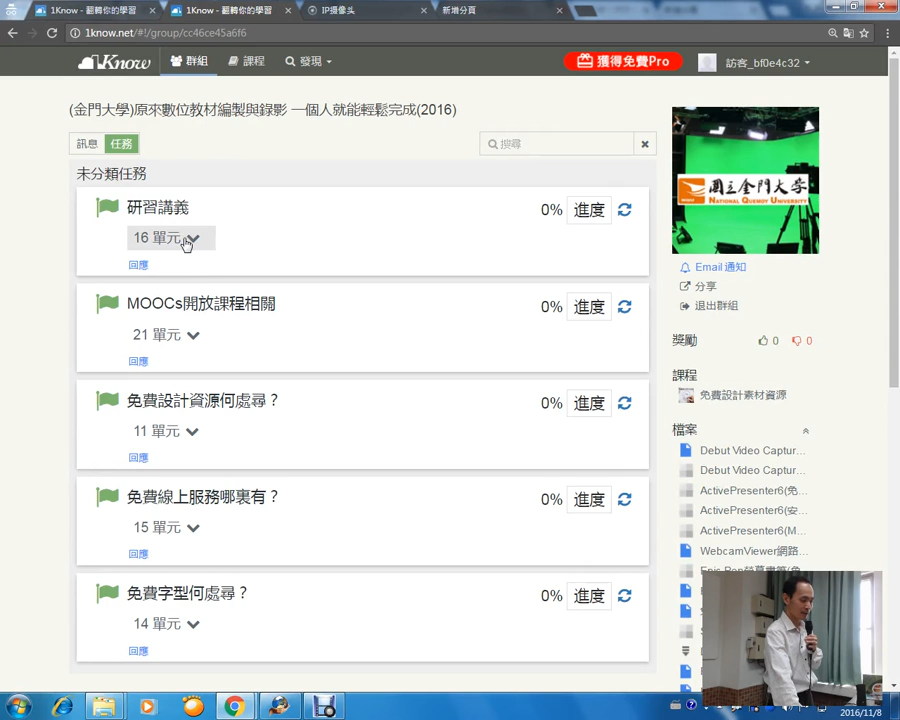 1Know - 翻轉你的學習
1Know - 翻轉你的學習
IP摄像头
新增分頁
1know.net/#!/group/cc46ce45a6f6
1Know
群組
課程
發現
獲得免費Pro
訪客_bf0e4c32
(金門大學)原來數位教材編製與錄影 一個人就能輕鬆完成(2016)
訊息
任務
搜尋
未分類任務
研習講義
0%
進度
16 單元
回應
MOOCs開放課程相關
0%
進度
21 單元
回應
免費設計資源何處尋？
0%
進度
11 單元
回應
免費線上服務哪裏有？
0%
進度
15 單元
回應
免費字型何處尋？
0%
進度
14 單元
回應
國立金門大學
NATIONAL QUEMOY UNIVERSITY
Email 通知
分享
退出群組
獎勵
0
0
課程
免費設計素材資源
檔案
Debut Video Captur...
Debut Video Captur...
ActivePresenter6(免...
ActivePresenter6(安...
ActivePresenter6(M...
WebcamViewer網路...
2016/11/8